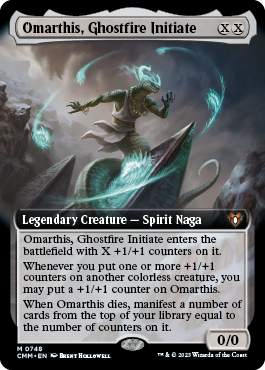 Omarthis, Ghostfire Initiate XX
Legendary Creature — Spirit Naga
Omarthis, Ghostfire Initiate enters the
battlefield with X +1/+1 counters on it.
Whenever you put one or more +1/+1
counters on another colorless creature, you
may put a +1/+1 counter on Omarthis.
When Omarthis dies, manifest a number of
cards from the top of your library equal to
the number of counters on it.
0/0
M 0746
CMM • EN Brent Hollowell
™ & © 2023 Wizards of the Coast